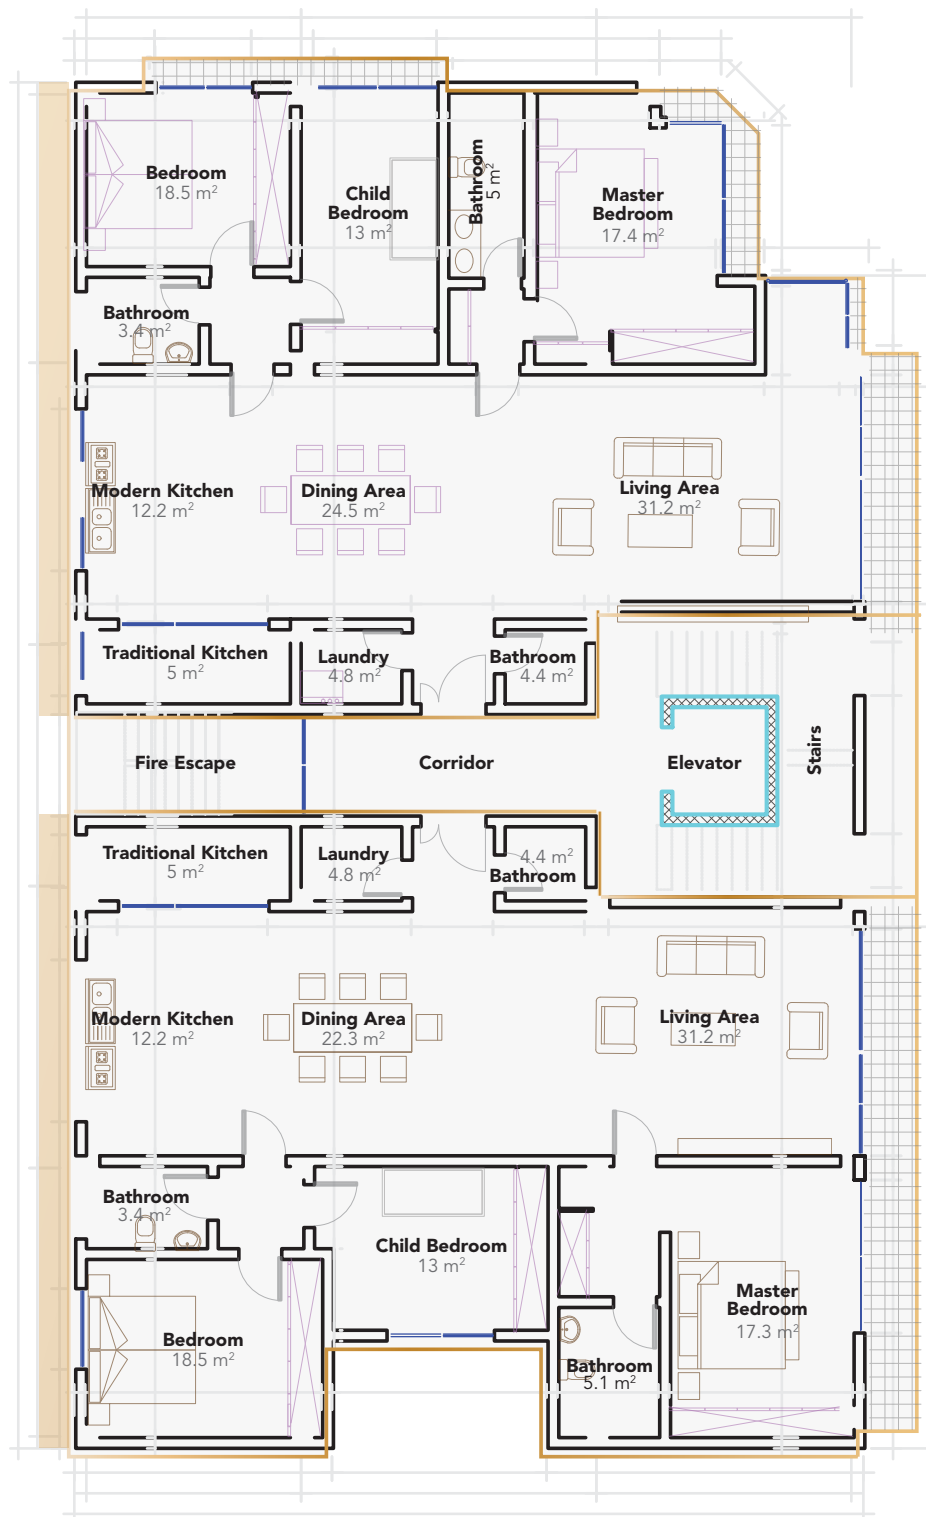 Bedroom
18.5 m²
Child
Bedroom
13 m²
Bathroom
5 m²
Master
Bedroom
17.4 m²
Bathroom
3.4 m²
Modern Kitchen
12.2 m²
Dining Area
24.5 m²
Living Area
31.2 m²
Traditional Kitchen
5 m²
Laundry
4.8 m²
Bathroom
4.4 m²
Fire Escape
Corridor
Elevator
Stairs
Traditional Kitchen
5 m²
Laundry
4.8 m²
4.4 m²
Bathroom
Modern Kitchen
12.2 m²
Dining Area
22.3 m²
Living Area
31.2 m²
Bathroom
3.4 m²
Child Bedroom
13 m²
Bedroom
18.5 m²
Bathroom
5.1 m²
Master
Bedroom
17.3 m²